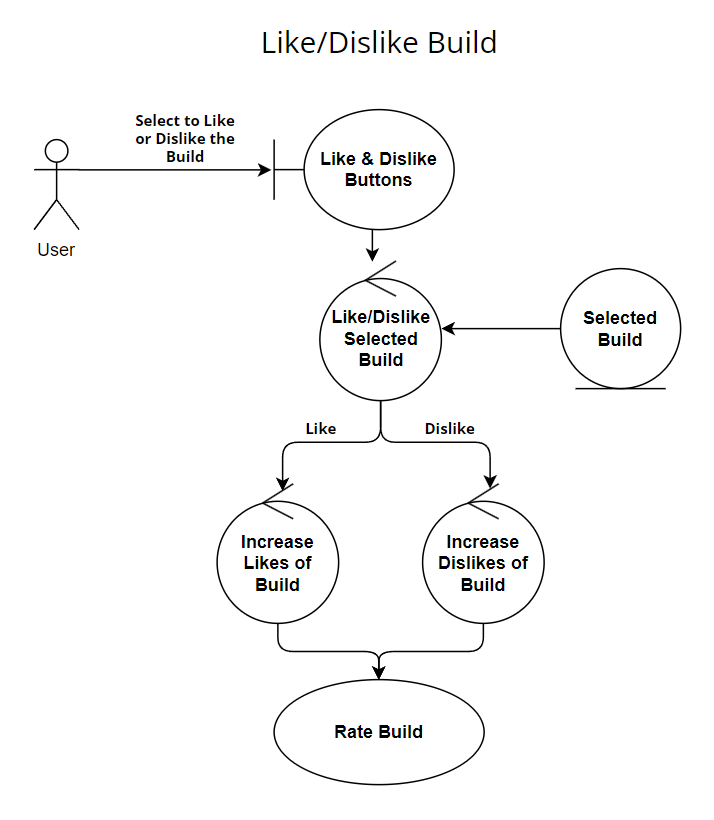 Like/Dislike Build
Select to Like
or Dislike the
Build
Like & Dislike
Buttons
User
Like/Dislike
Selected
Build
Selected
Build
Like
Dislike
Increase
Likes of
Build
Increase
Dislikes of
Build
Rate Build